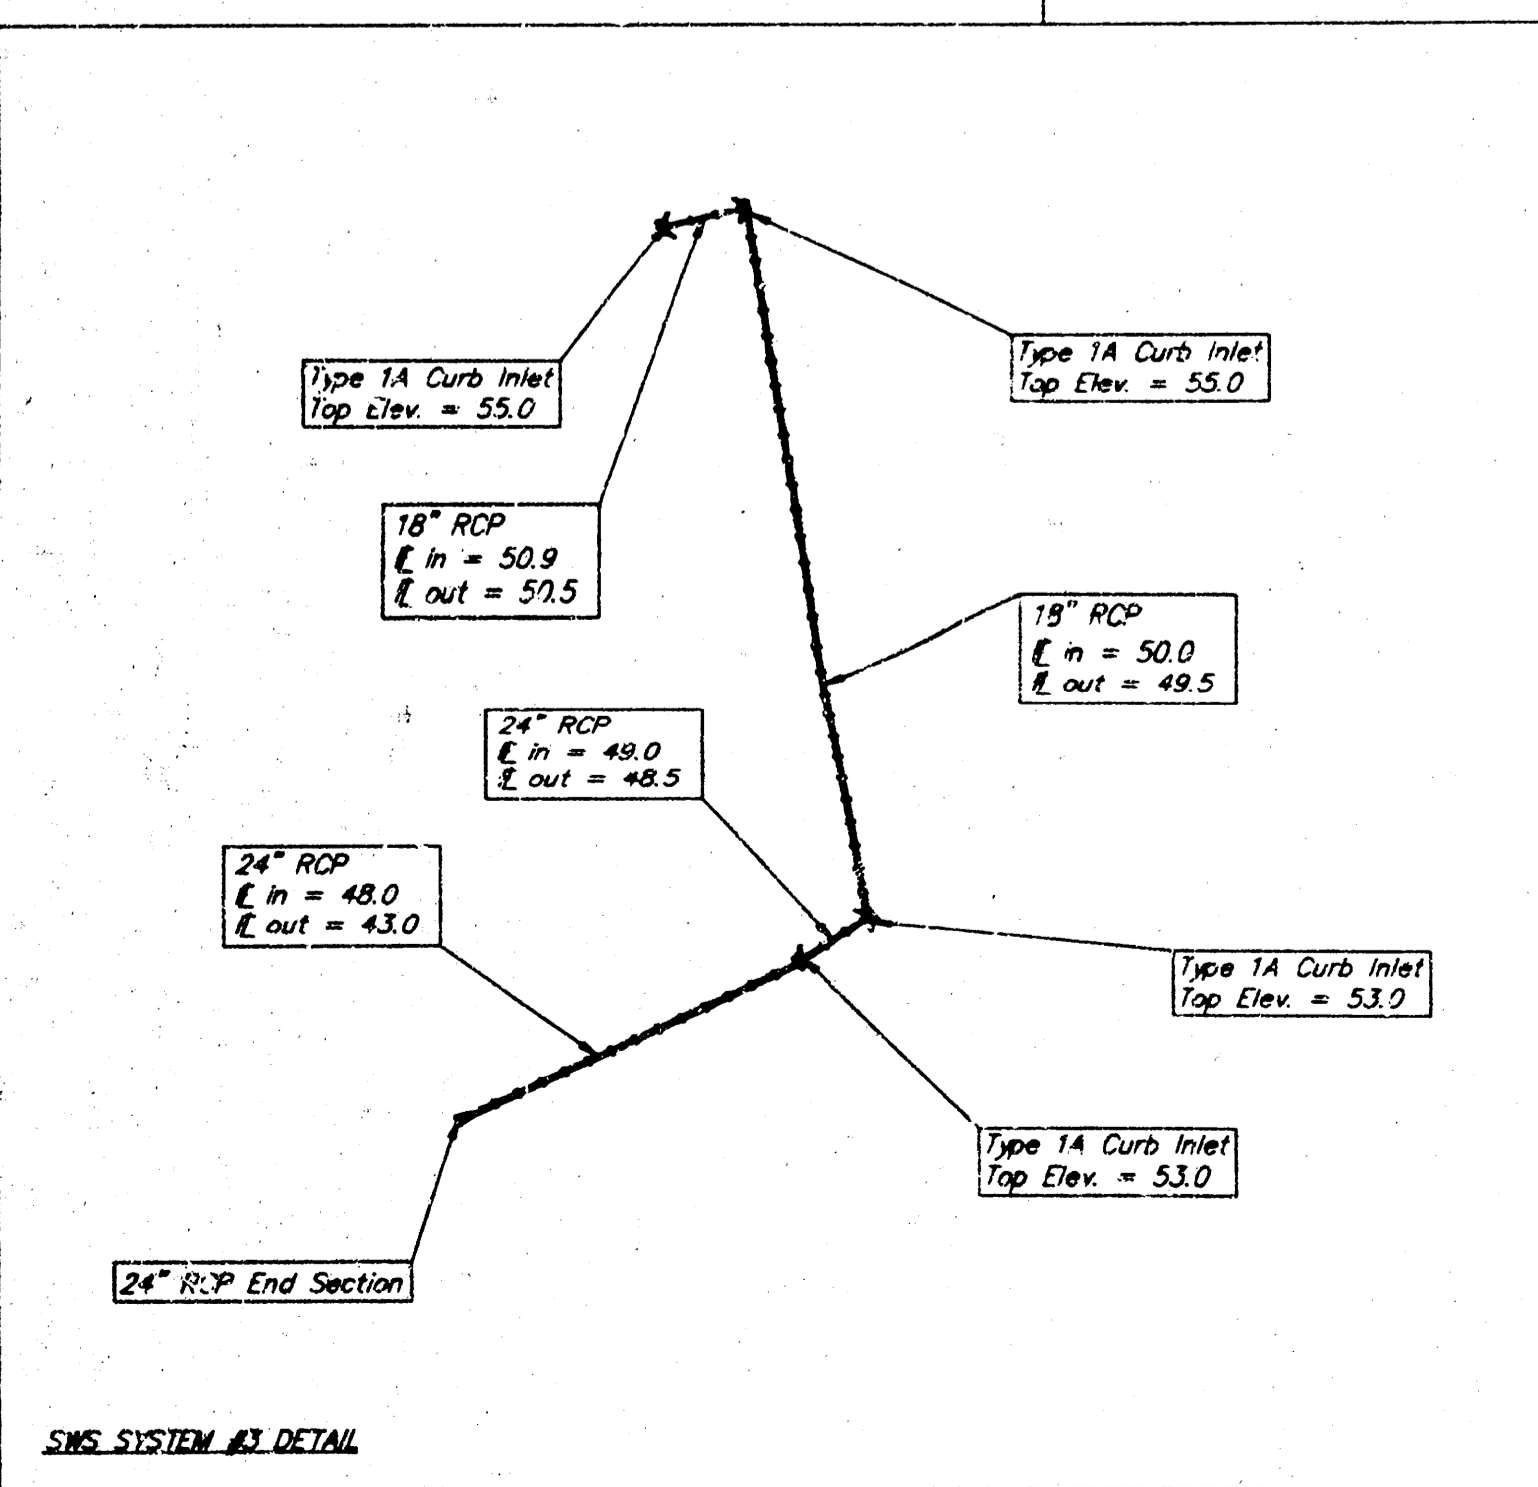 Type 1A Curb Inlet
Top Elev. = 55.0
Type 1A Curb Inlet
Top Elev. = 55.0
18" RCP
℄ in = 50.9
℄ out = 50.5
18" RCP
℄ in = 50.0
℄ out = 49.5
24" RCP
℄ in = 49.0
℄ out = 48.5
24" RCP
℄ in = 48.0
℄ out = 43.0
Type 1A Curb Inlet
Top Elev. = 53.0
Type 1A Curb Inlet
Top Elev. = 53.0
24" RCP End Section
SWS SYSTEM #3 DETAIL